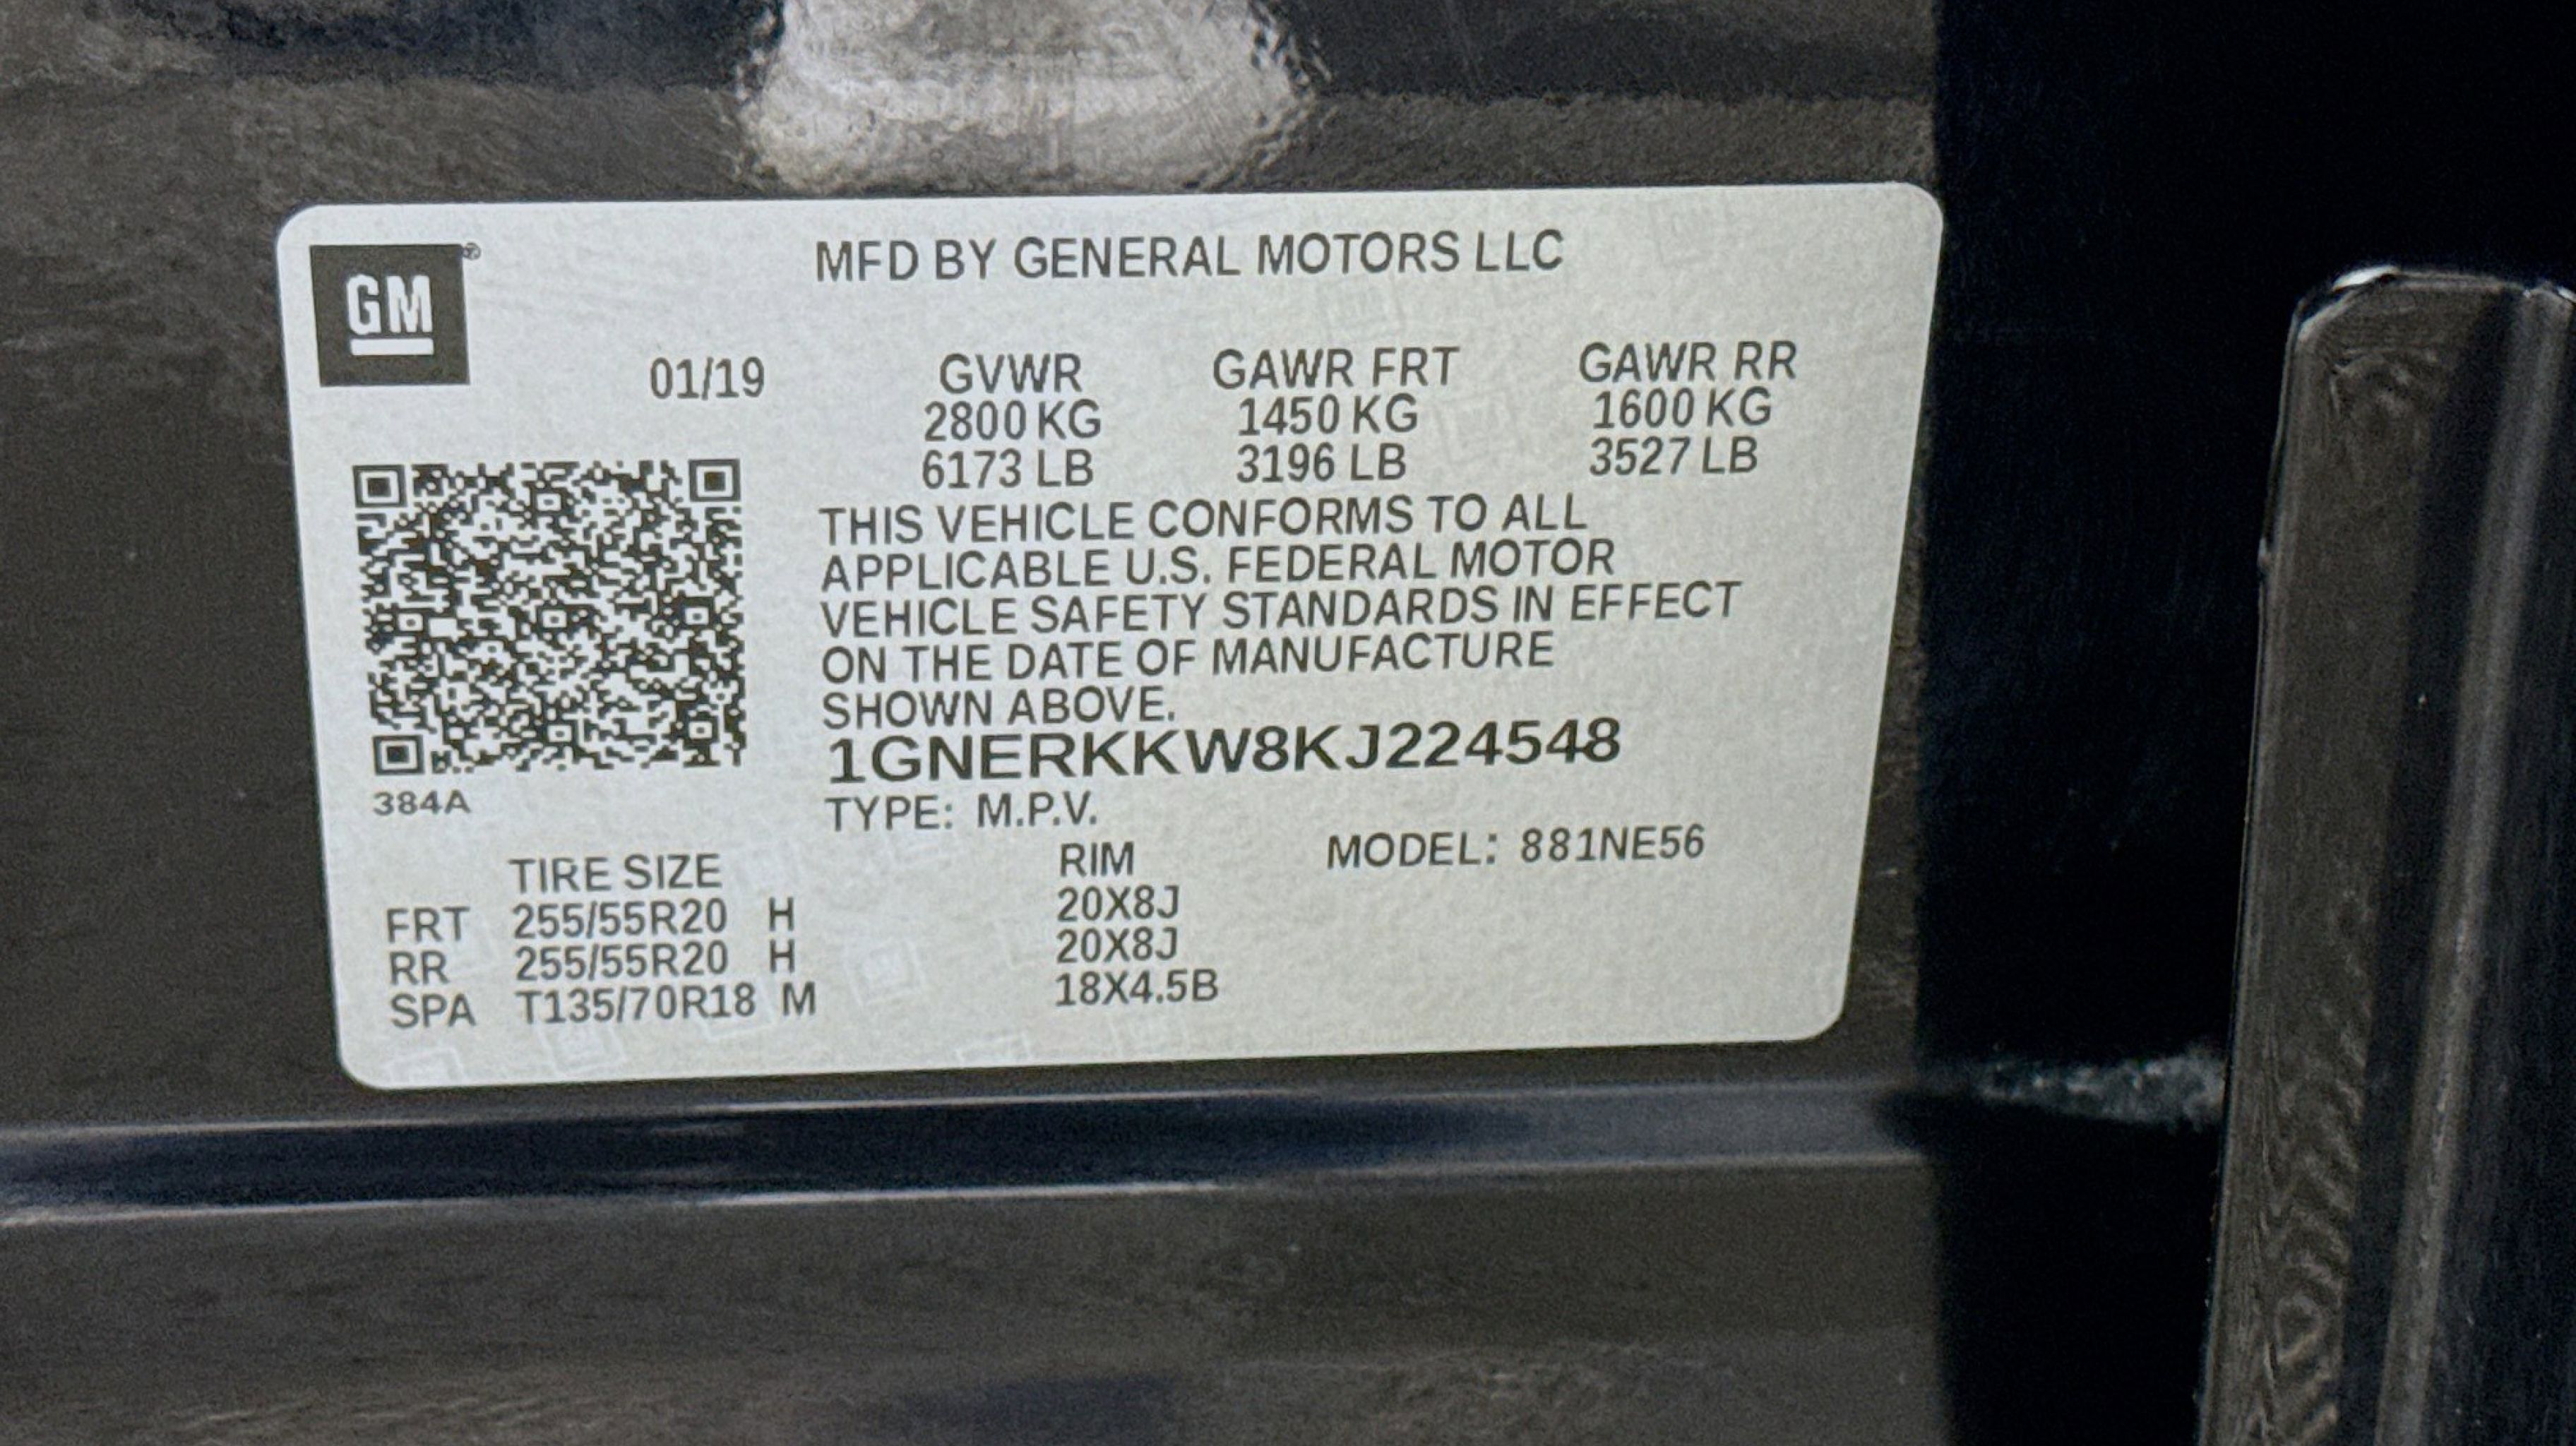 GM ®
MFD BY GENERAL MOTORS LLC
01/19 GVWR GAWR FRT GAWR RR
2800 KG 1450 KG 1600 KG
6173 LB 3196 LB 3527 LB
THIS VEHICLE CONFORMS TO ALL
APPLICABLE U.S. FEDERAL MOTOR
VEHICLE SAFETY STANDARDS IN EFFECT
ON THE DATE OF MANUFACTURE
SHOWN ABOVE.
1GNERKKW8KJ224548
384A
TYPE: M.P.V.
TIRE SIZE RIM MODEL: 881NE56
FRT 255/55R20 H 20X8J
RR 255/55R20 H 20X8J
SPA T135/70R18 M 18X4.5B